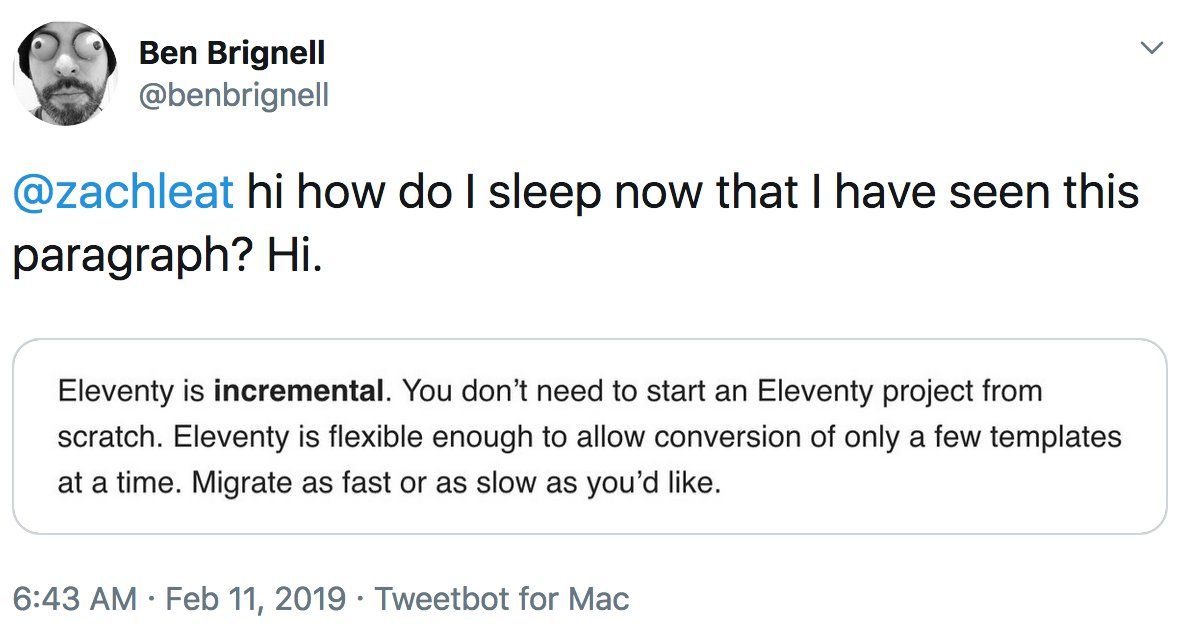 Ben Brignell
@benbrignell
@zachleat hi how do I sleep now that I have seen this
paragraph? Hi.
Eleventy is incremental. You don’t need to start an Eleventy project from
scratch. Eleventy is flexible enough to allow conversion of only a few templates
at a time. Migrate as fast or as slow as you’d like.
6:43 AM · Feb 11, 2019 · Tweetbot for Mac